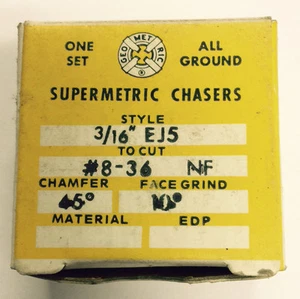 ONE SET
GEO MET RIC
ALL GROUND
SUPERMETRIC CHASERS
STYLE
3/16" EJ5
TO CUT
#8-36 NF
CHAMFER FACE GRIND
45°
MATERIAL EDP